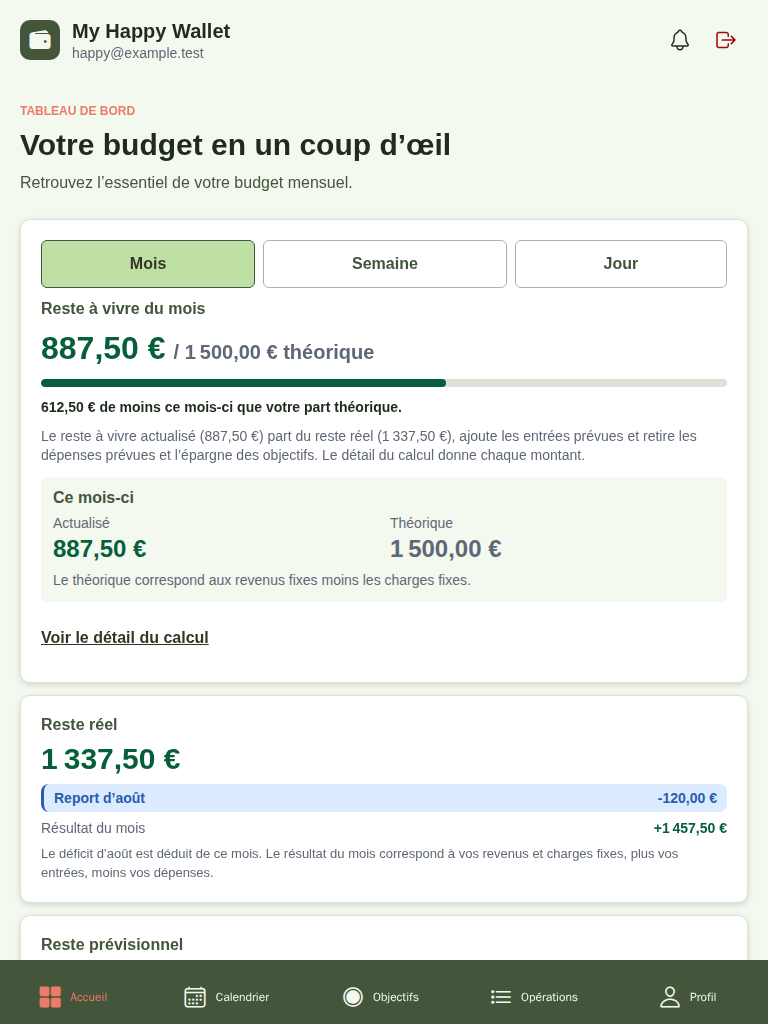 My Happy Wallet
happy@example.test
TABLEAU DE BORD
Votre budget en un coup d’œil
Retrouvez l’essentiel de votre budget mensuel.
Mois
Semaine
Jour
Reste à vivre du mois
887,50 € / 1 500,00 € théorique
612,50 € de moins ce mois-ci que votre part théorique.
Le reste à vivre actualisé (887,50 €) part du reste réel (1 337,50 €), ajoute les entrées prévues et retire les
dépenses prévues et l’épargne des objectifs. Le détail du calcul donne chaque montant.
Ce mois-ci
Actualisé
Théorique
887,50 €
1 500,00 €
Le théorique correspond aux revenus fixes moins les charges fixes.
Voir le détail du calcul
Reste réel
1 337,50 €
Report d’août
-120,00 €
Résultat du mois
+1 457,50 €
Le déficit d’août est déduit de ce mois. Le résultat du mois correspond à vos revenus et charges fixes, plus vos
entrées, moins vos dépenses.
Reste prévisionnel
Accueil
Calendrier
Objectifs
Opérations
Profil